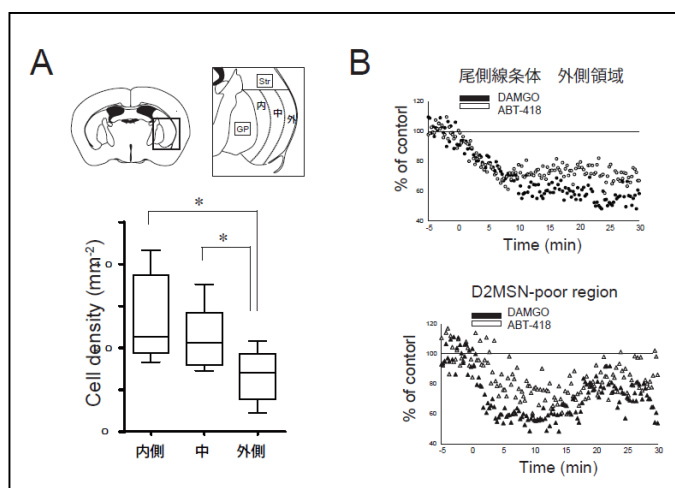 A
Str
内
中
外
GP
*
*
Cell density (mm-2)
o
o
o
内側
中
外側
B
尾側線条体 外側領域
DAMGO
ABT-418
% of contorl
120
100
80
60
40
-5
0
5
10
15
20
25
30
Time (min)
D2MSN-poor region
DAMGO
ABT-418
% of contorl
120
100
80
60
40
-5
0
5
10
15
20
25
30
Time (min)